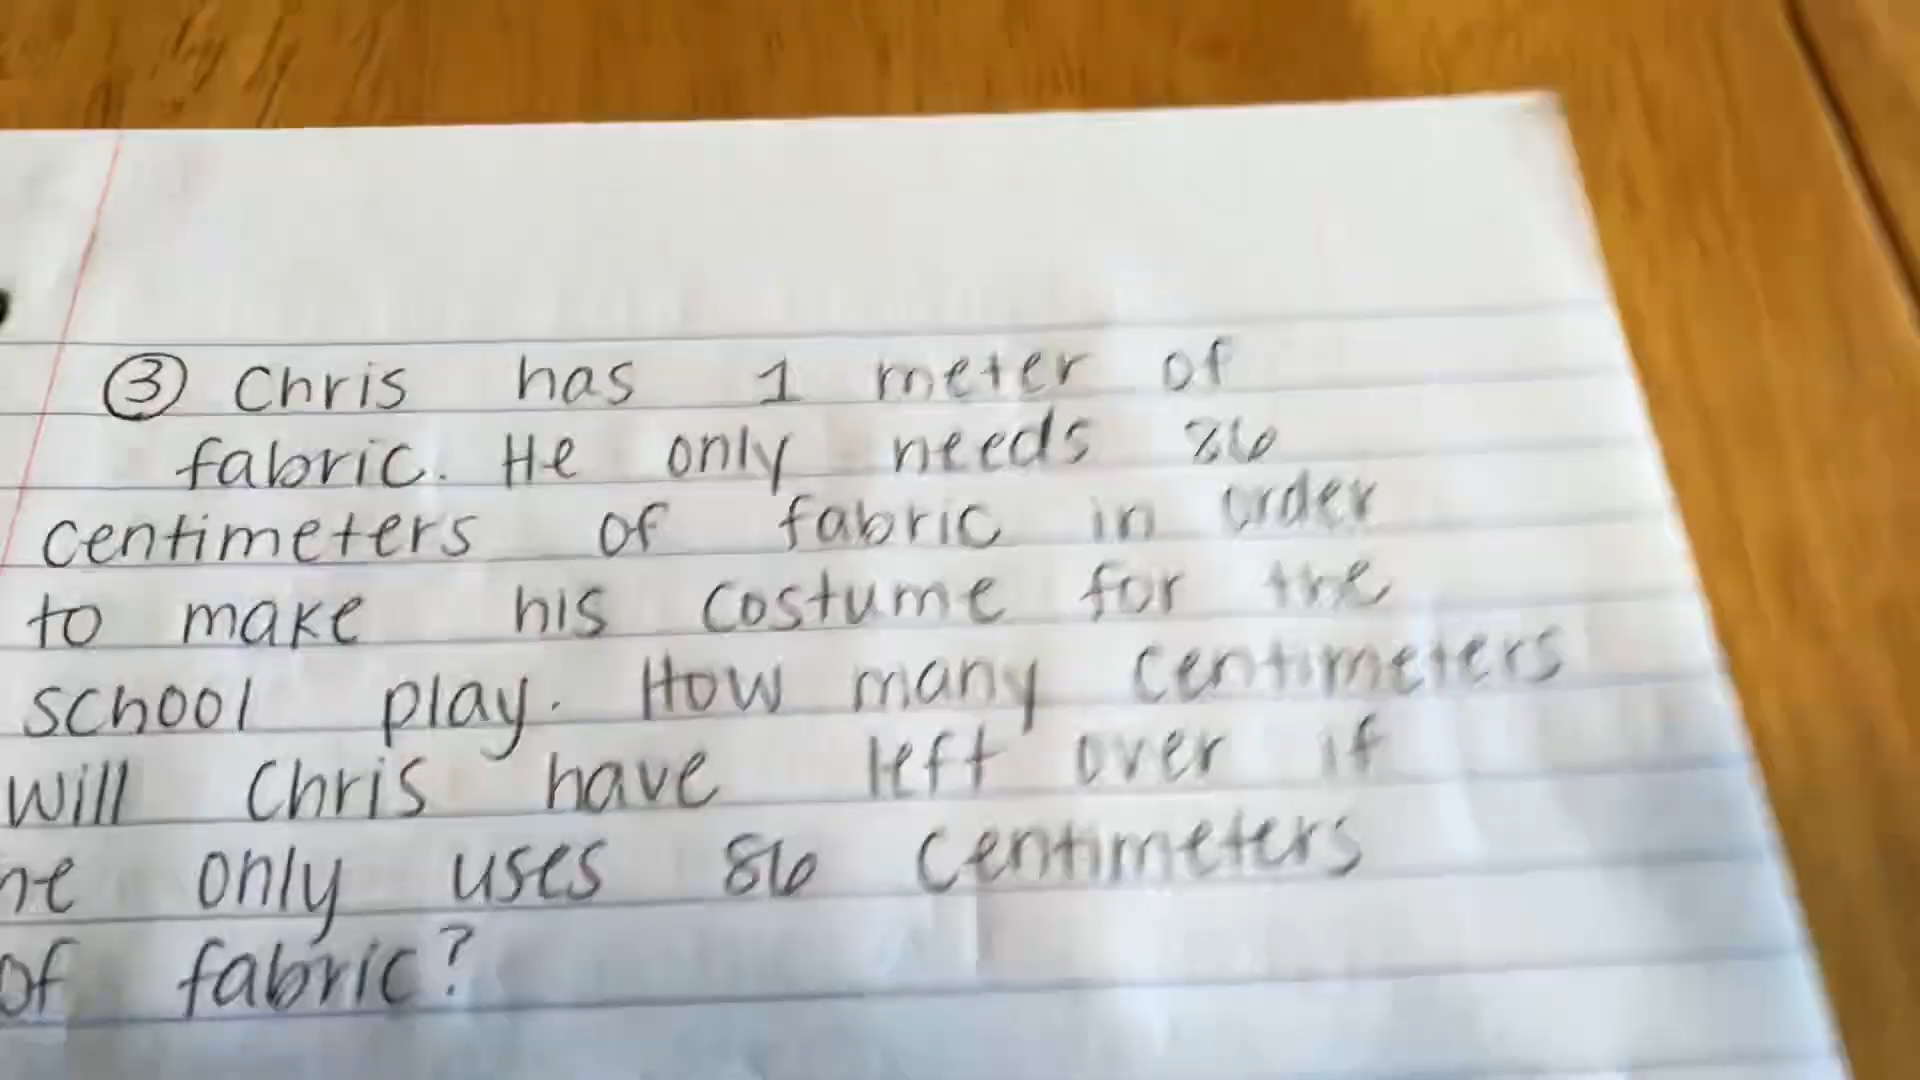 ③ Chris has 1 meter of
fabric. He only needs 86
centimeters of fabric in order
to make his costume for the
school play. How many centimeters
will Chris have left over if
he only uses 86 centimeters
of fabric?